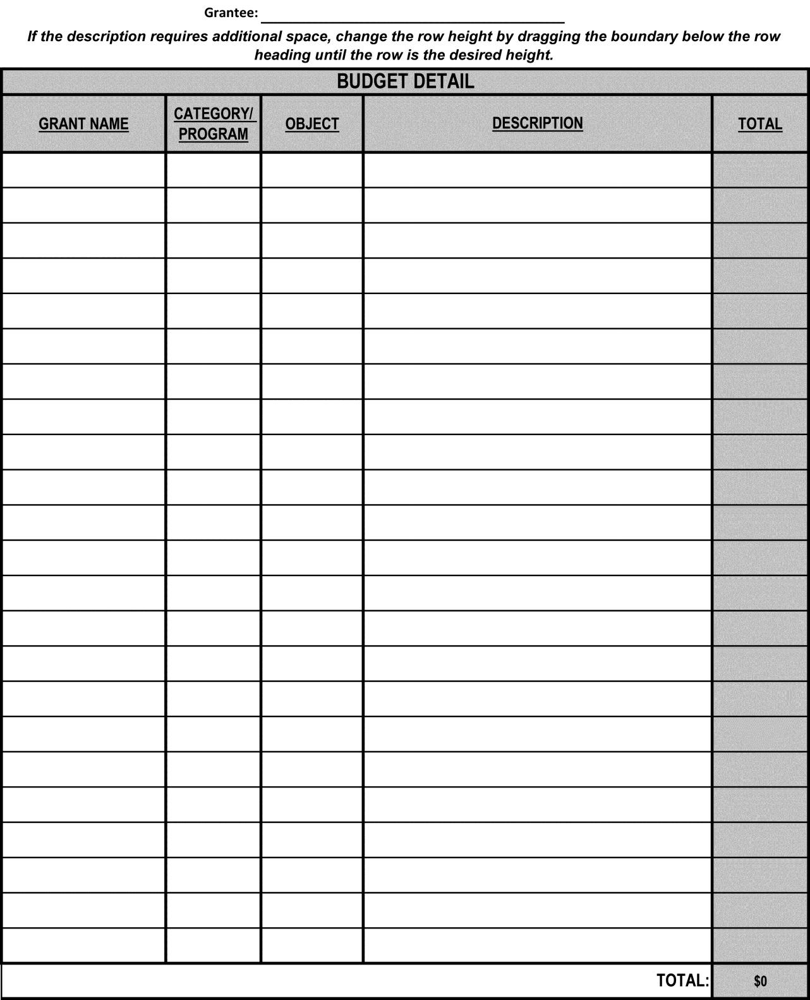 Grantee:
If the description requires additional space, change the row height by dragging the boundary below the row
heading until the row is the desired height.
BUDGET DETAIL
GRANT NAME
CATEGORY/
PROGRAM
OBJECT
DESCRIPTION
TOTAL
TOTAL:
$0